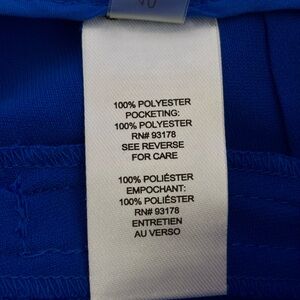 100% POLYESTER
POCKETING:
100% POLYESTER
RN# 93178
SEE REVERSE
FOR CARE
100% POLIÉSTER
EMPOCHANT:
100% POLIÉSTER
RN# 93178
ENTRETIEN
AU VERSO